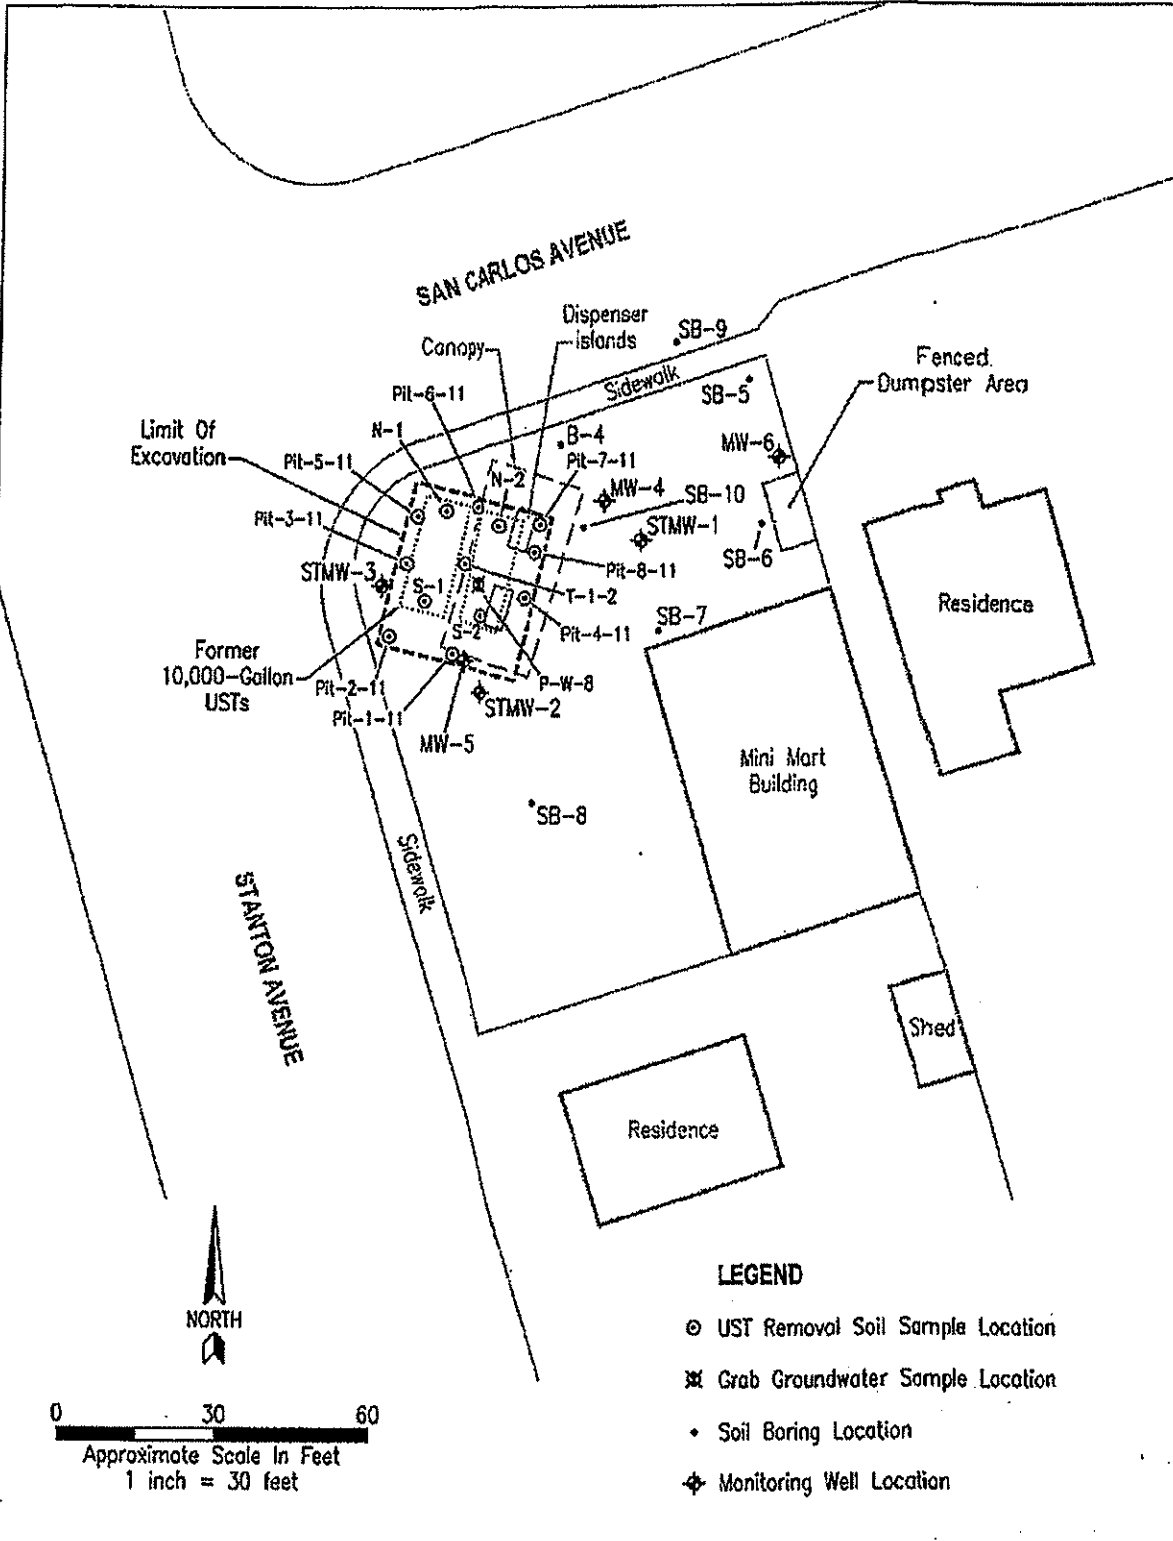 SAN CARLOS AVENUE
Dispenser
Islands
Canopy
SB-9
Sidewalk
Fenced
Dumpster Area
Pit-6-11
SB-5
Limit Of
Excavation
N-1
B-4
MW-6
Pit-5-11
Pit-7-11
N-2
MW-4
SB-10
Pit-3-11
STMW-1
SB-6
STMW-3
S-1
Pit-8-11
T-1-2
Residence
SB-7
S-2
Pit-4-11
Former
10,000-Gallon
USTs
Pit-2-11
P-W-8
Pit-1-11
STMW-2
MW-5
Mini Mart
Building
SB-8
Sidewalk
STANTON AVENUE
Shed
Residence
NORTH
LEGEND
UST Removal Soil Sample Location
Grab Groundwater Sample Location
Soil Boring Location
Monitoring Well Location
0 30 60
Approximate Scale In Feet
1 inch = 30 feet